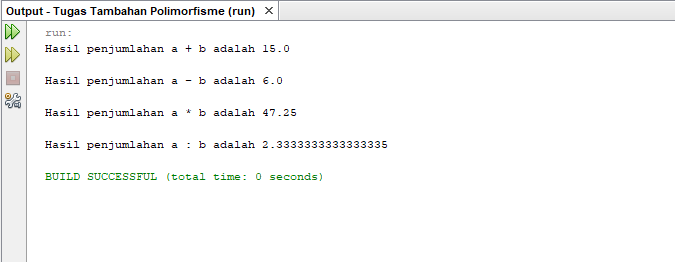 Output - Tugas Tambahan Polimorfisme (run) ×
run:
Hasil penjumlahan a + b adalah 15.0
Hasil penjumlahan a - b adalah 6.0
Hasil penjumlahan a * b adalah 47.25
Hasil penjumlahan a : b adalah 2.3333333333333335
BUILD SUCCESSFUL (total time: 0 seconds)